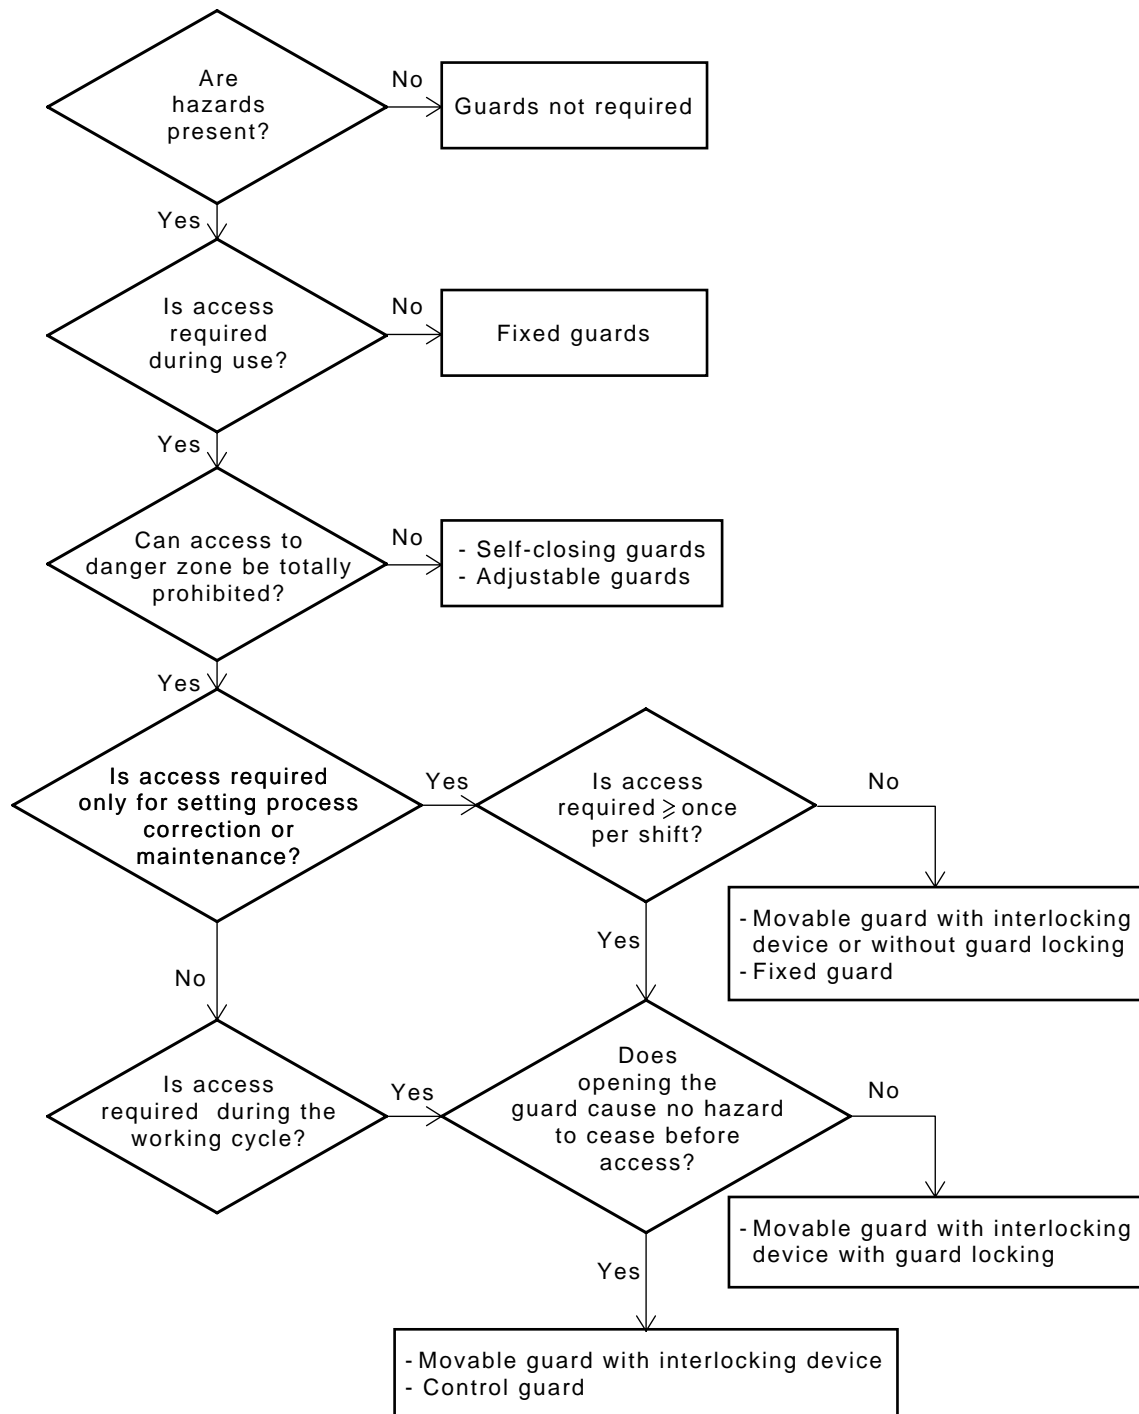 Are
hazards
present?
No
Guards not required
Yes
Is access
required
during use?
No
Fixed guards
Yes
Can access to
danger zone be totally
prohibited?
No
- Self-closing guards
- Adjustable guards
Yes
Is access required
only for setting process
correction or
maintenance?
Yes
Is access
required ⩾ once
per shift?
No
- Movable guard with interlocking
device or without guard locking
- Fixed guard
Yes
No
Is access
required during the
working cycle?
Yes
Does
opening the
guard cause no hazard
to cease before
access?
No
- Movable guard with interlocking
device with guard locking
Yes
- Movable guard with interlocking device
- Control guard